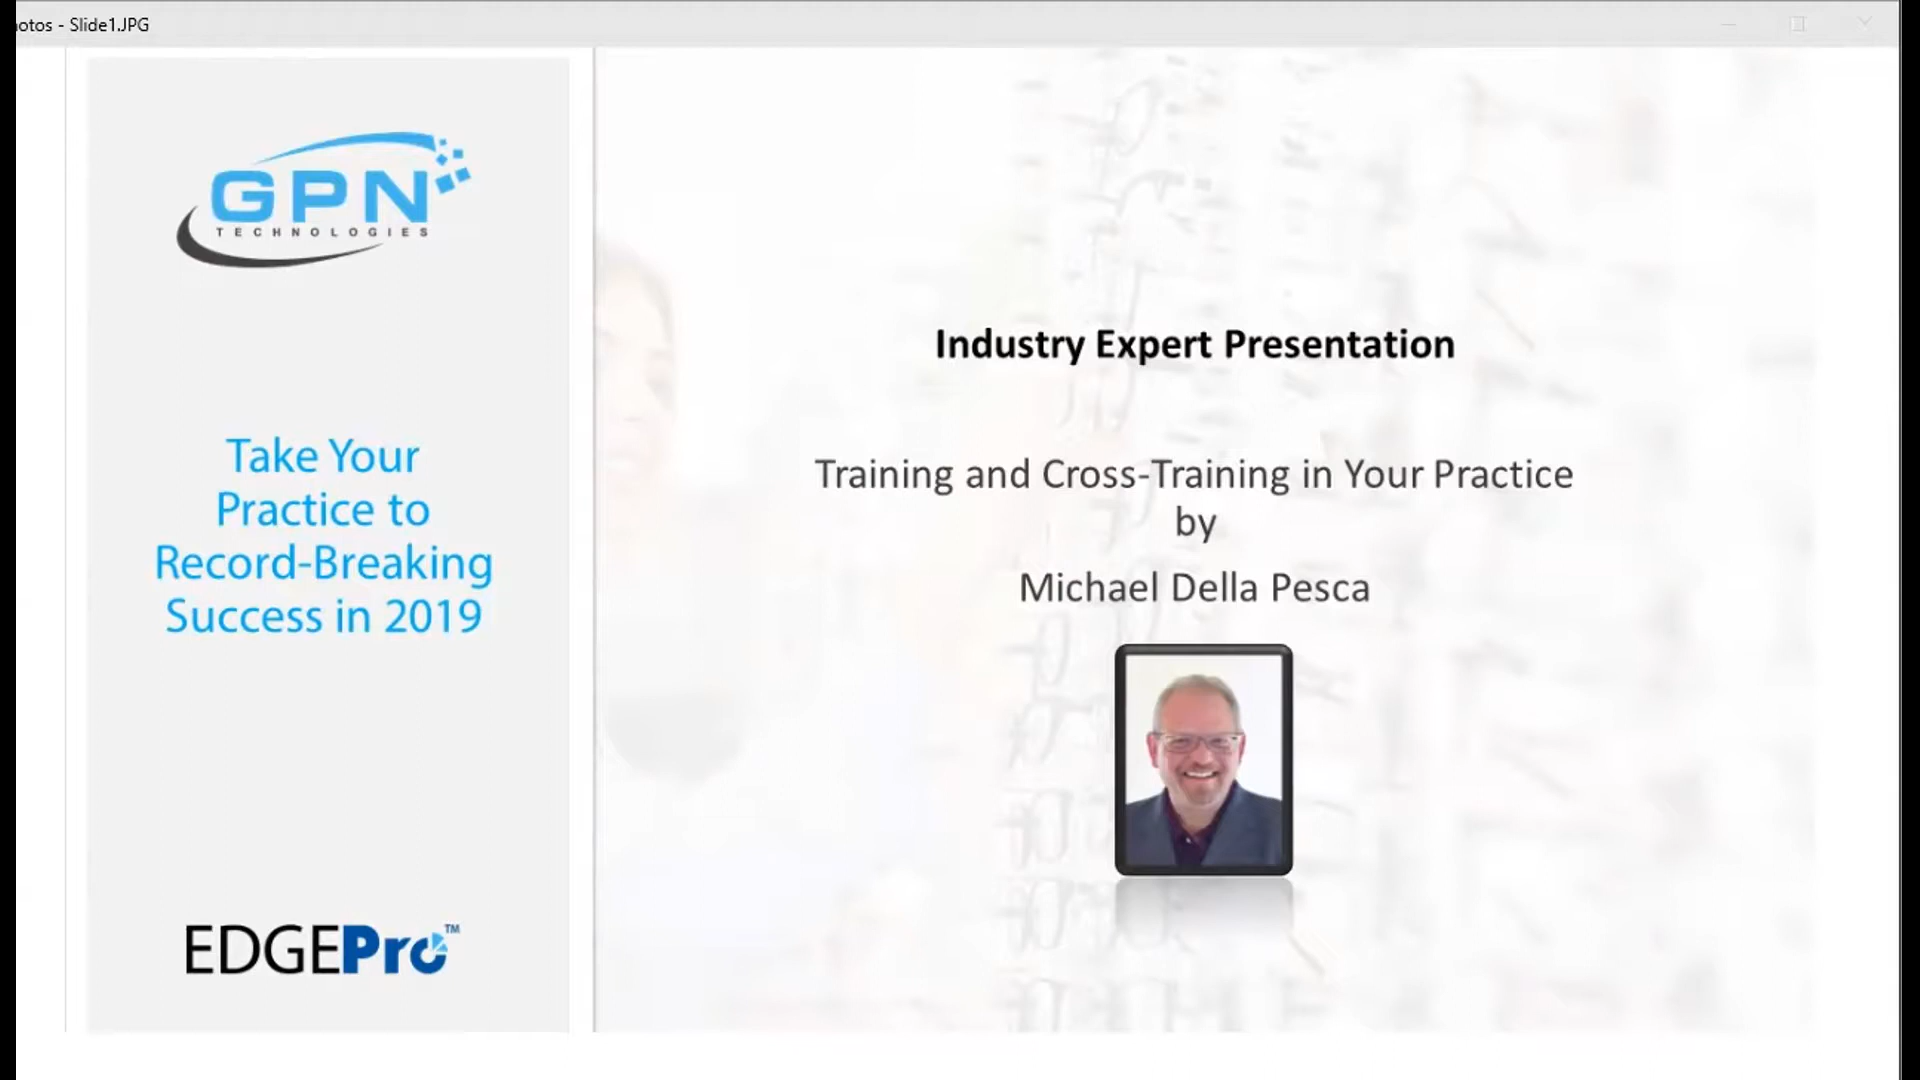 otos - Slide1.JPG
GPN
TECHNOLOGIES
Take Your
Practice to
Record-Breaking
Success in 2019
EDGEPro™
Industry Expert Presentation
Training and Cross-Training in Your Practice
by
Michael Della Pesca